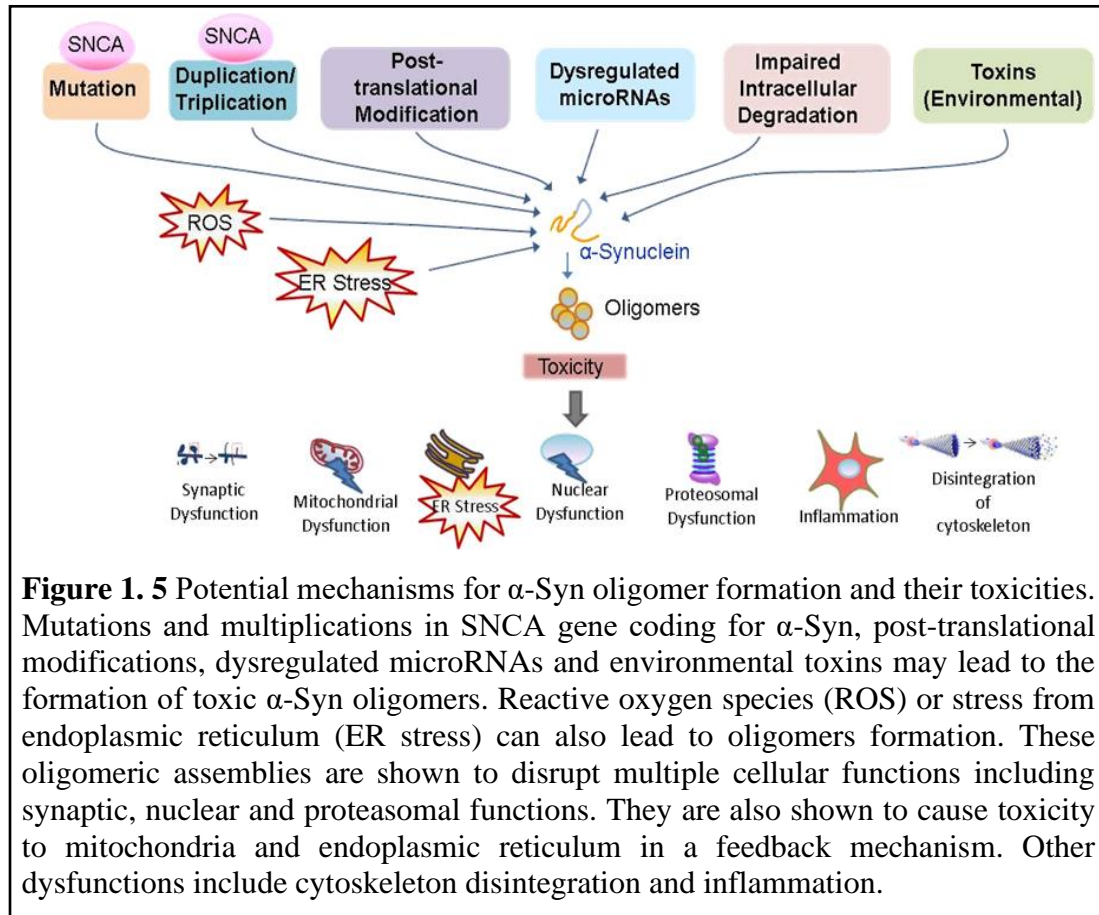 SNCA
SNCA
Mutation
Duplication/
Triplication
Post-
translational
Modification
Dysregulated
microRNAs
Impaired
Intracellular
Degradation
Toxins
(Environmental)
ROS
ER Stress
α-Synuclein
Oligomers
Toxicity
Synaptic
Dysfunction
Mitochondrial
Dysfunction
ER Stress
Nuclear
Dysfunction
Proteosomal
Dysfunction
Inflammation
Disintegration
of
cytoskeleton
Figure 1. 5 Potential mechanisms for α-Syn oligomer formation and their toxicities.
Mutations and multiplications in SNCA gene coding for α-Syn, post-translational
modifications, dysregulated microRNAs and environmental toxins may lead to the
formation of toxic α-Syn oligomers. Reactive oxygen species (ROS) or stress from
endoplasmic reticulum (ER stress) can also lead to oligomers formation. These
oligomeric assemblies are shown to disrupt multiple cellular functions including
synaptic, nuclear and proteasomal functions. They are also shown to cause toxicity
to mitochondria and endoplasmic reticulum in a feedback mechanism. Other
dysfunctions include cytoskeleton disintegration and inflammation.